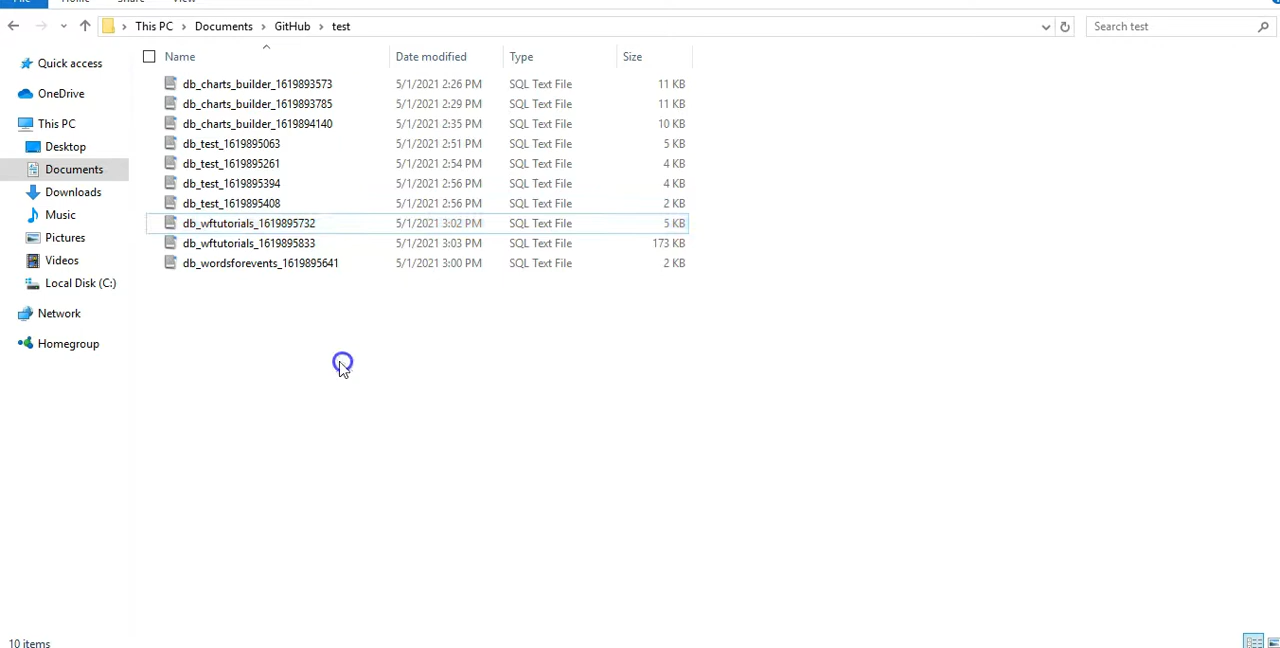 File Home Share View
This PC Documents GitHub test Search test
Name Date modified Type Size
Quick access
OneDrive
This PC
Desktop
Documents
Downloads
Music
Pictures
Videos
Local Disk (C:)
Network
Homegroup
db_charts_builder_1619893573 5/1/2021 2:26 PM SQL Text File 11 KB
db_charts_builder_1619893785 5/1/2021 2:29 PM SQL Text File 11 KB
db_charts_builder_1619894140 5/1/2021 2:35 PM SQL Text File 10 KB
db_test_1619895063 5/1/2021 2:51 PM SQL Text File 5 KB
db_test_1619895261 5/1/2021 2:54 PM SQL Text File 4 KB
db_test_1619895394 5/1/2021 2:56 PM SQL Text File 4 KB
db_test_1619895408 5/1/2021 2:56 PM SQL Text File 2 KB
db_wftutorials_1619895732 5/1/2021 3:02 PM SQL Text File 5 KB
db_wftutorials_1619895833 5/1/2021 3:03 PM SQL Text File 173 KB
db_wordsforevents_1619895641 5/1/2021 3:00 PM SQL Text File 2 KB
10 items